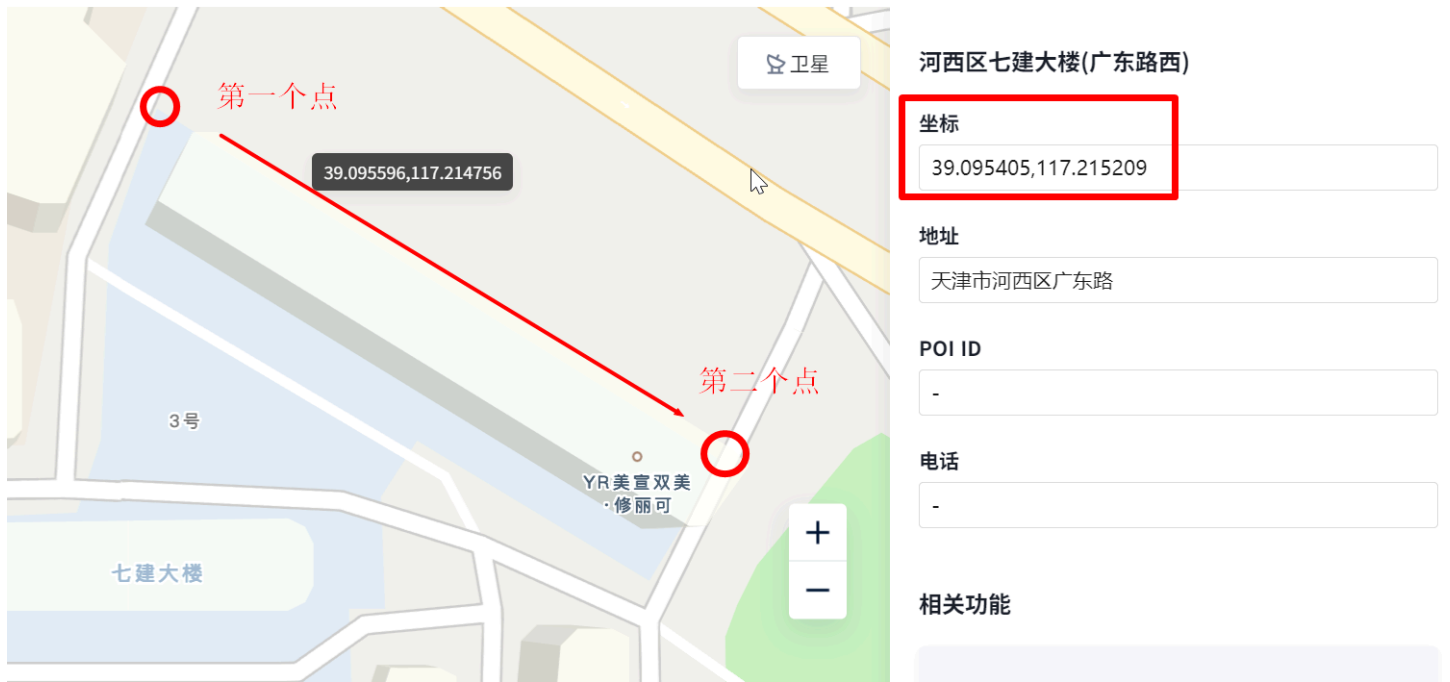 第一个点
39.095596,117.214756
卫星
第二个点
3号
YR美宣双美
·修丽可
七建大楼
+
−
河西区七建大楼(广东路西)
坐标
39.095405,117.215209
地址
天津市河西区广东路
POI ID
-
电话
-
相关功能